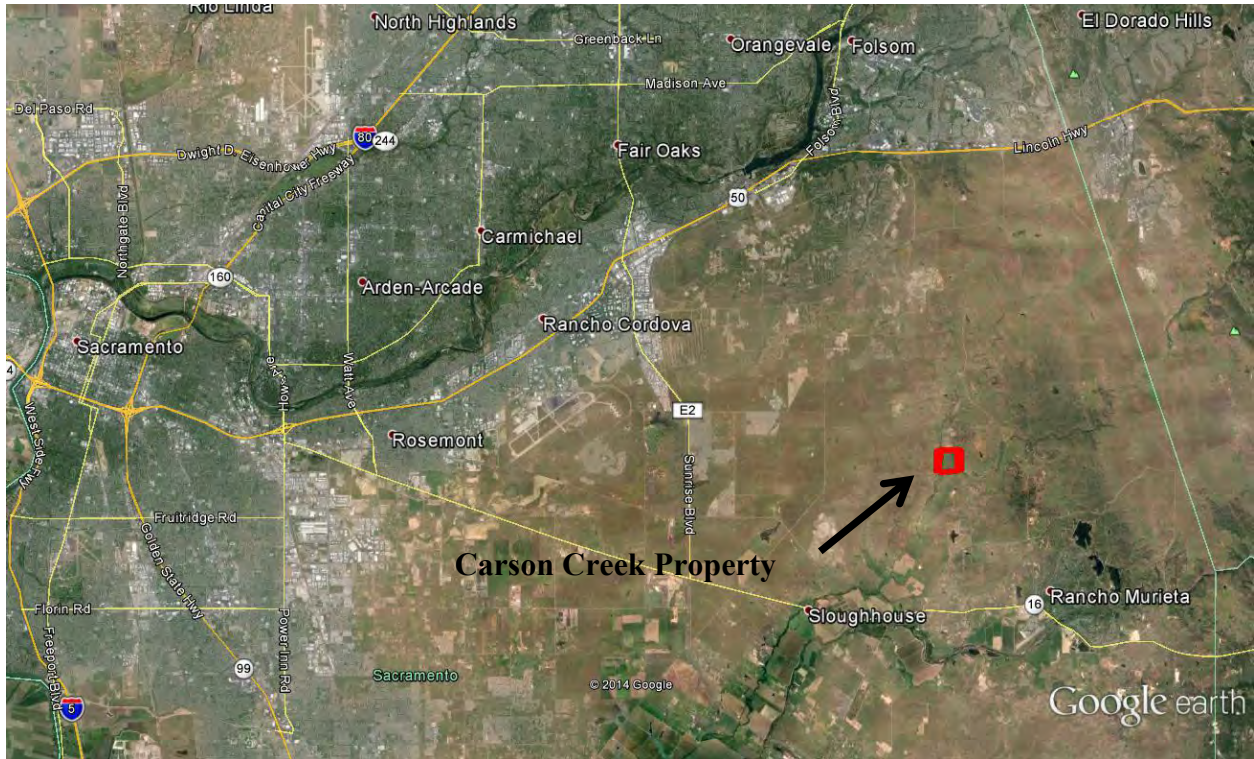 Rio Linda
North Highlands
El Dorado Hills
Greenback Ln
Orangevale
Folsom
Madison Ave
Del Paso Rd
80
244
Folsom Blvd
Lincoln Hwy
Dwight D. Eisenhower Hwy
Fair Oaks
Capital City Freeway
50
Northgate Blvd
Carmichael
160
Arden-Arcade
Rancho Cordova
Sacramento
Howe Ave
Watt Ave
4
E2
West Side Fwy
Rosemont
Sunrise Blvd
Fruitridge Rd
Golden State Hwy
Carson Creek Property
Florin Rd
Power Inn Rd
Sloughhouse
16
Rancho Murieta
Freeport Blvd
99
Sacramento
© 2014 Google
5
Google earth